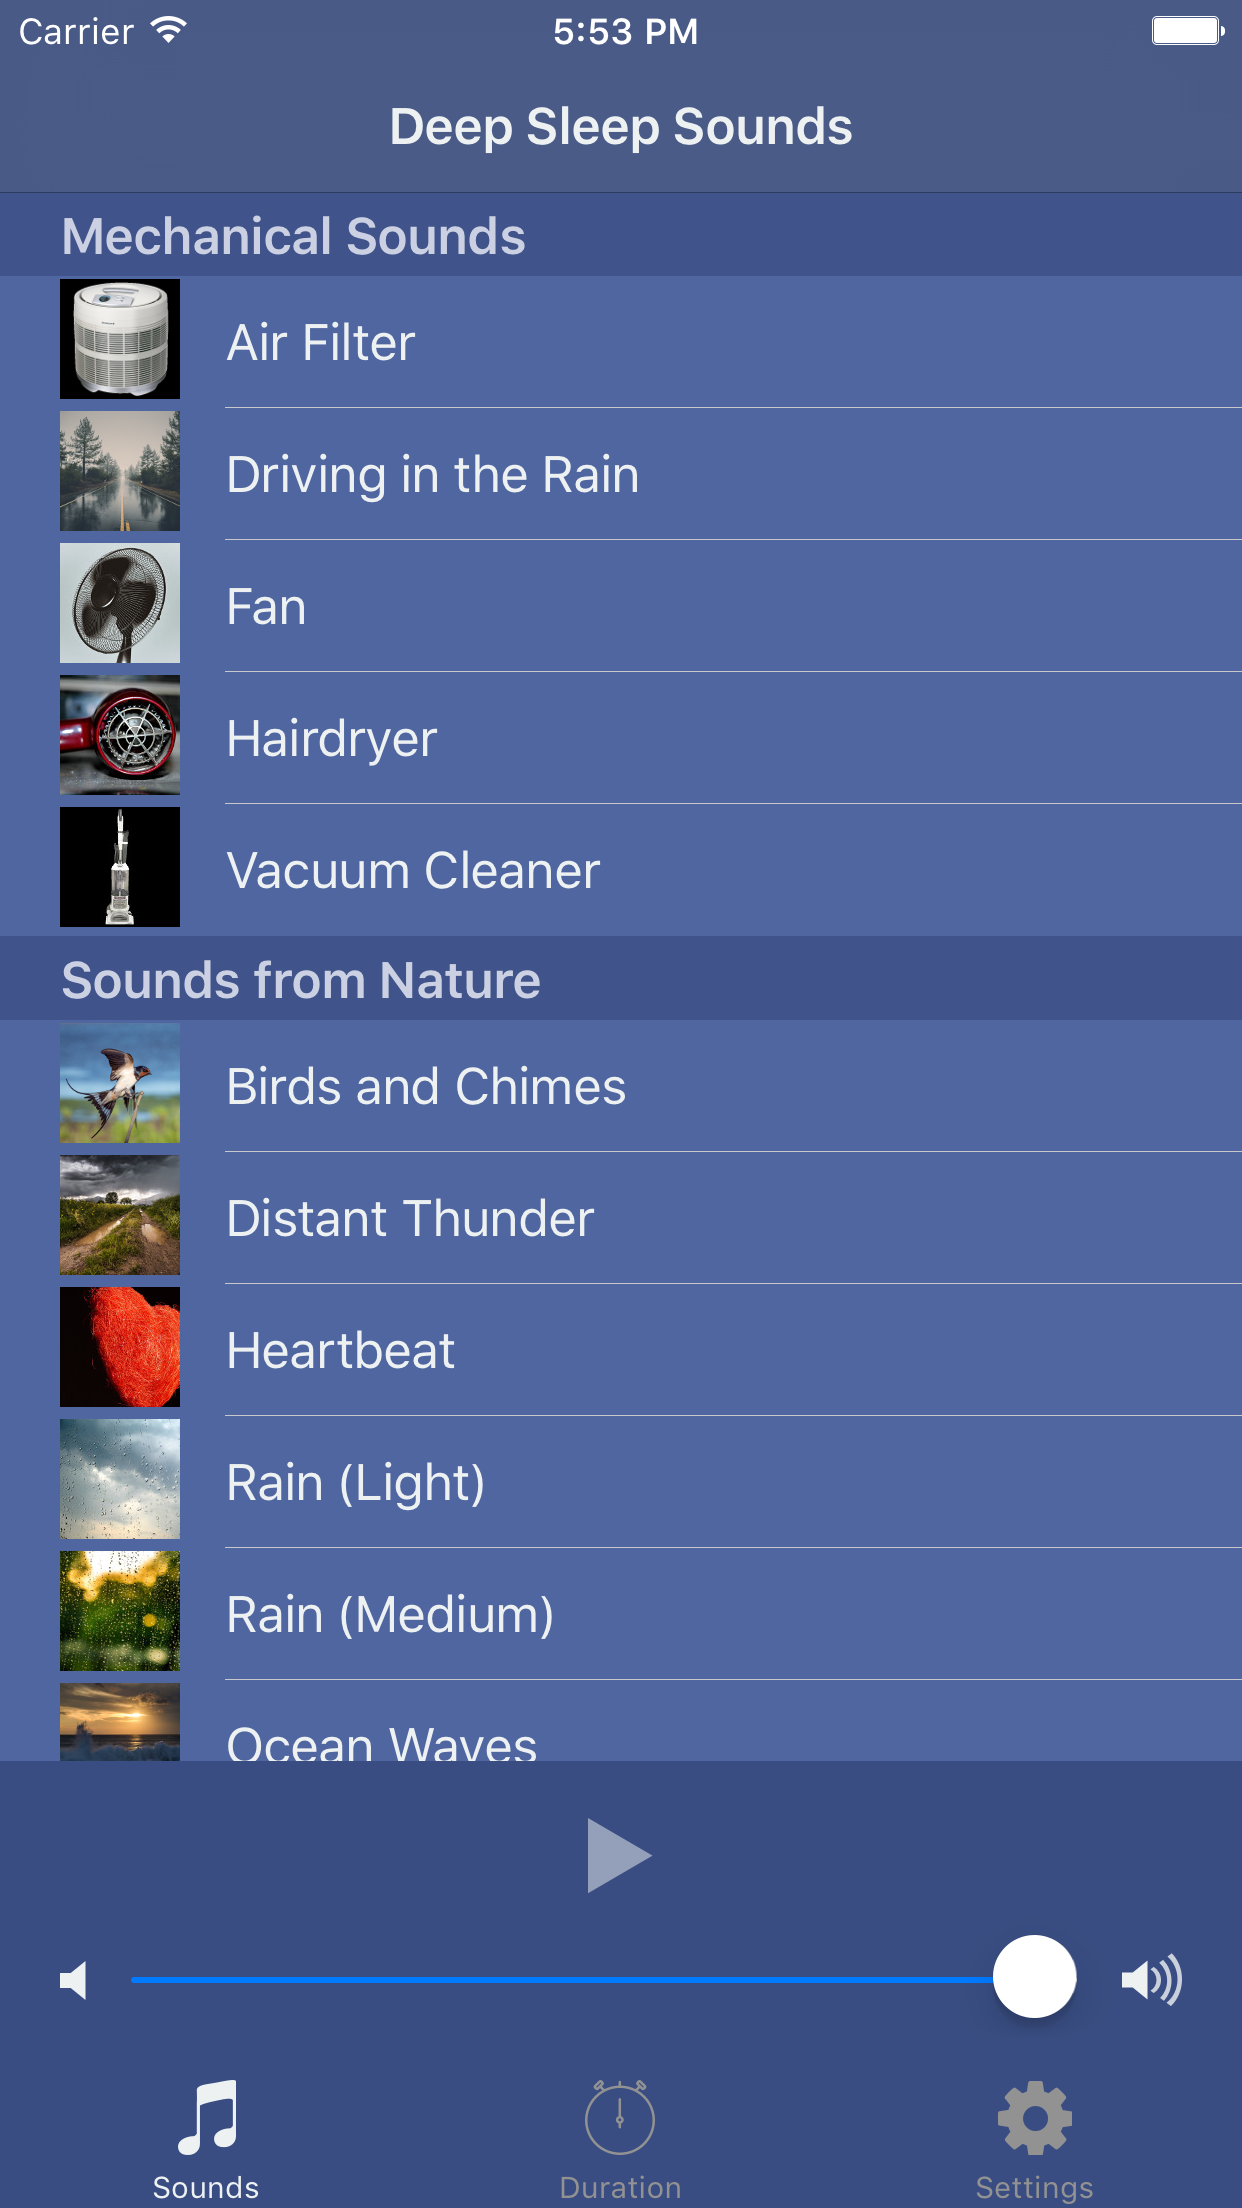 Carrier 5:53 PM
Deep Sleep Sounds
Mechanical Sounds
Air Filter
Driving in the Rain
Fan
Hairdryer
Vacuum Cleaner
Sounds from Nature
Birds and Chimes
Distant Thunder
Heartbeat
Rain (Light)
Rain (Medium)
Ocean Waves
Sounds Duration Settings